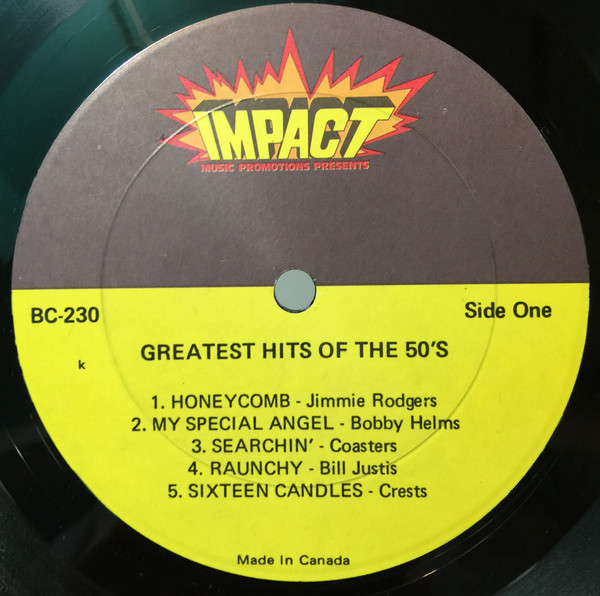 IMPACT
MUSIC PROMOTIONS PRESENTS
BC-230
Side One
GREATEST HITS OF THE 50'S
k
1. HONEYCOMB - Jimmie Rodgers
2. MY SPECIAL ANGEL - Bobby Helms
3. SEARCHIN' - Coasters
4. RAUNCHY - Bill Justis
5. SIXTEEN CANDLES - Crests
Made In Canada